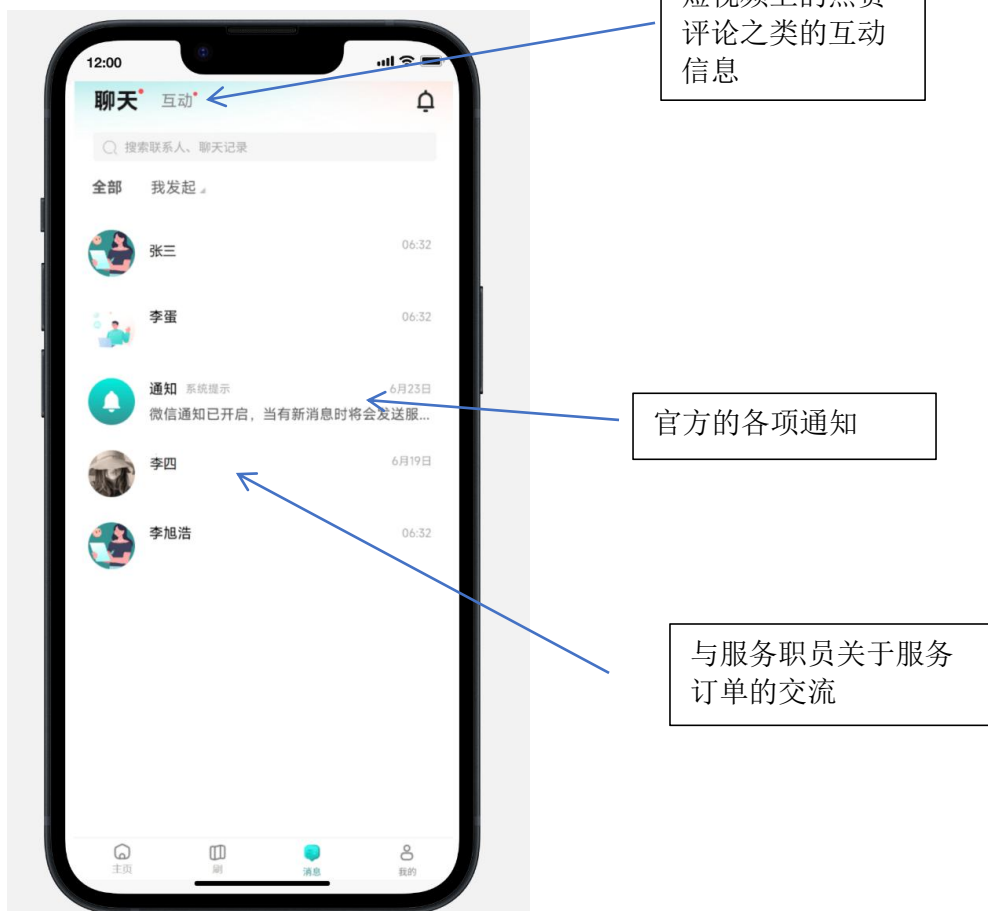 短视频上的点赞
评论之类的互动
信息
12:00
聊天 互动
搜索联系人、聊天记录
全部 我发起
张三 06:32
李蛋 06:32
通知 系统提示 6月23日
微信通知已开启，当有新消息时将会发送服...
官方的各项通知
李四 6月19日
李旭浩 06:32
与服务职员关于服务
订单的交流
主页 刷 消息 我的